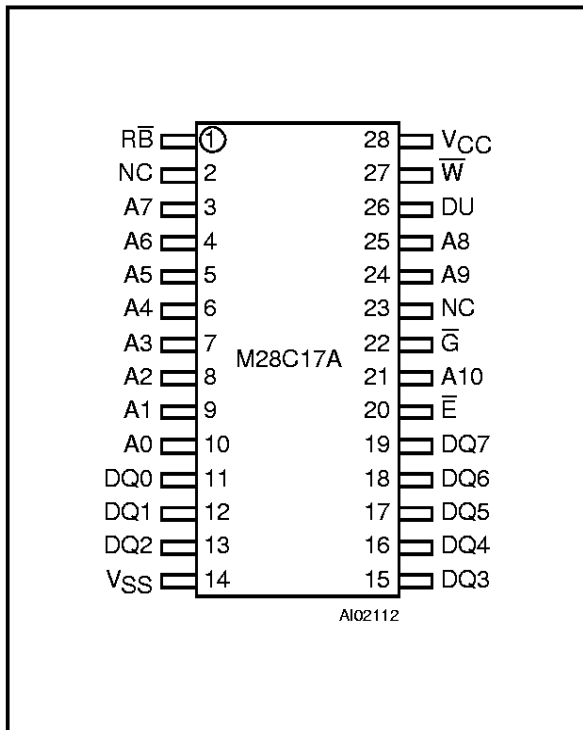 RB̅ 1 28 VCC
NC 2 27 W̅
A7 3 26 DU
A6 4 25 A8
A5 5 24 A9
A4 6 23 NC
A3 7 22 G̅
M28C17A
A2 8 21 A10
A1 9 20 E̅
A0 10 19 DQ7
DQ0 11 18 DQ6
DQ1 12 17 DQ5
DQ2 13 16 DQ4
VSS 14 15 DQ3
AI02112